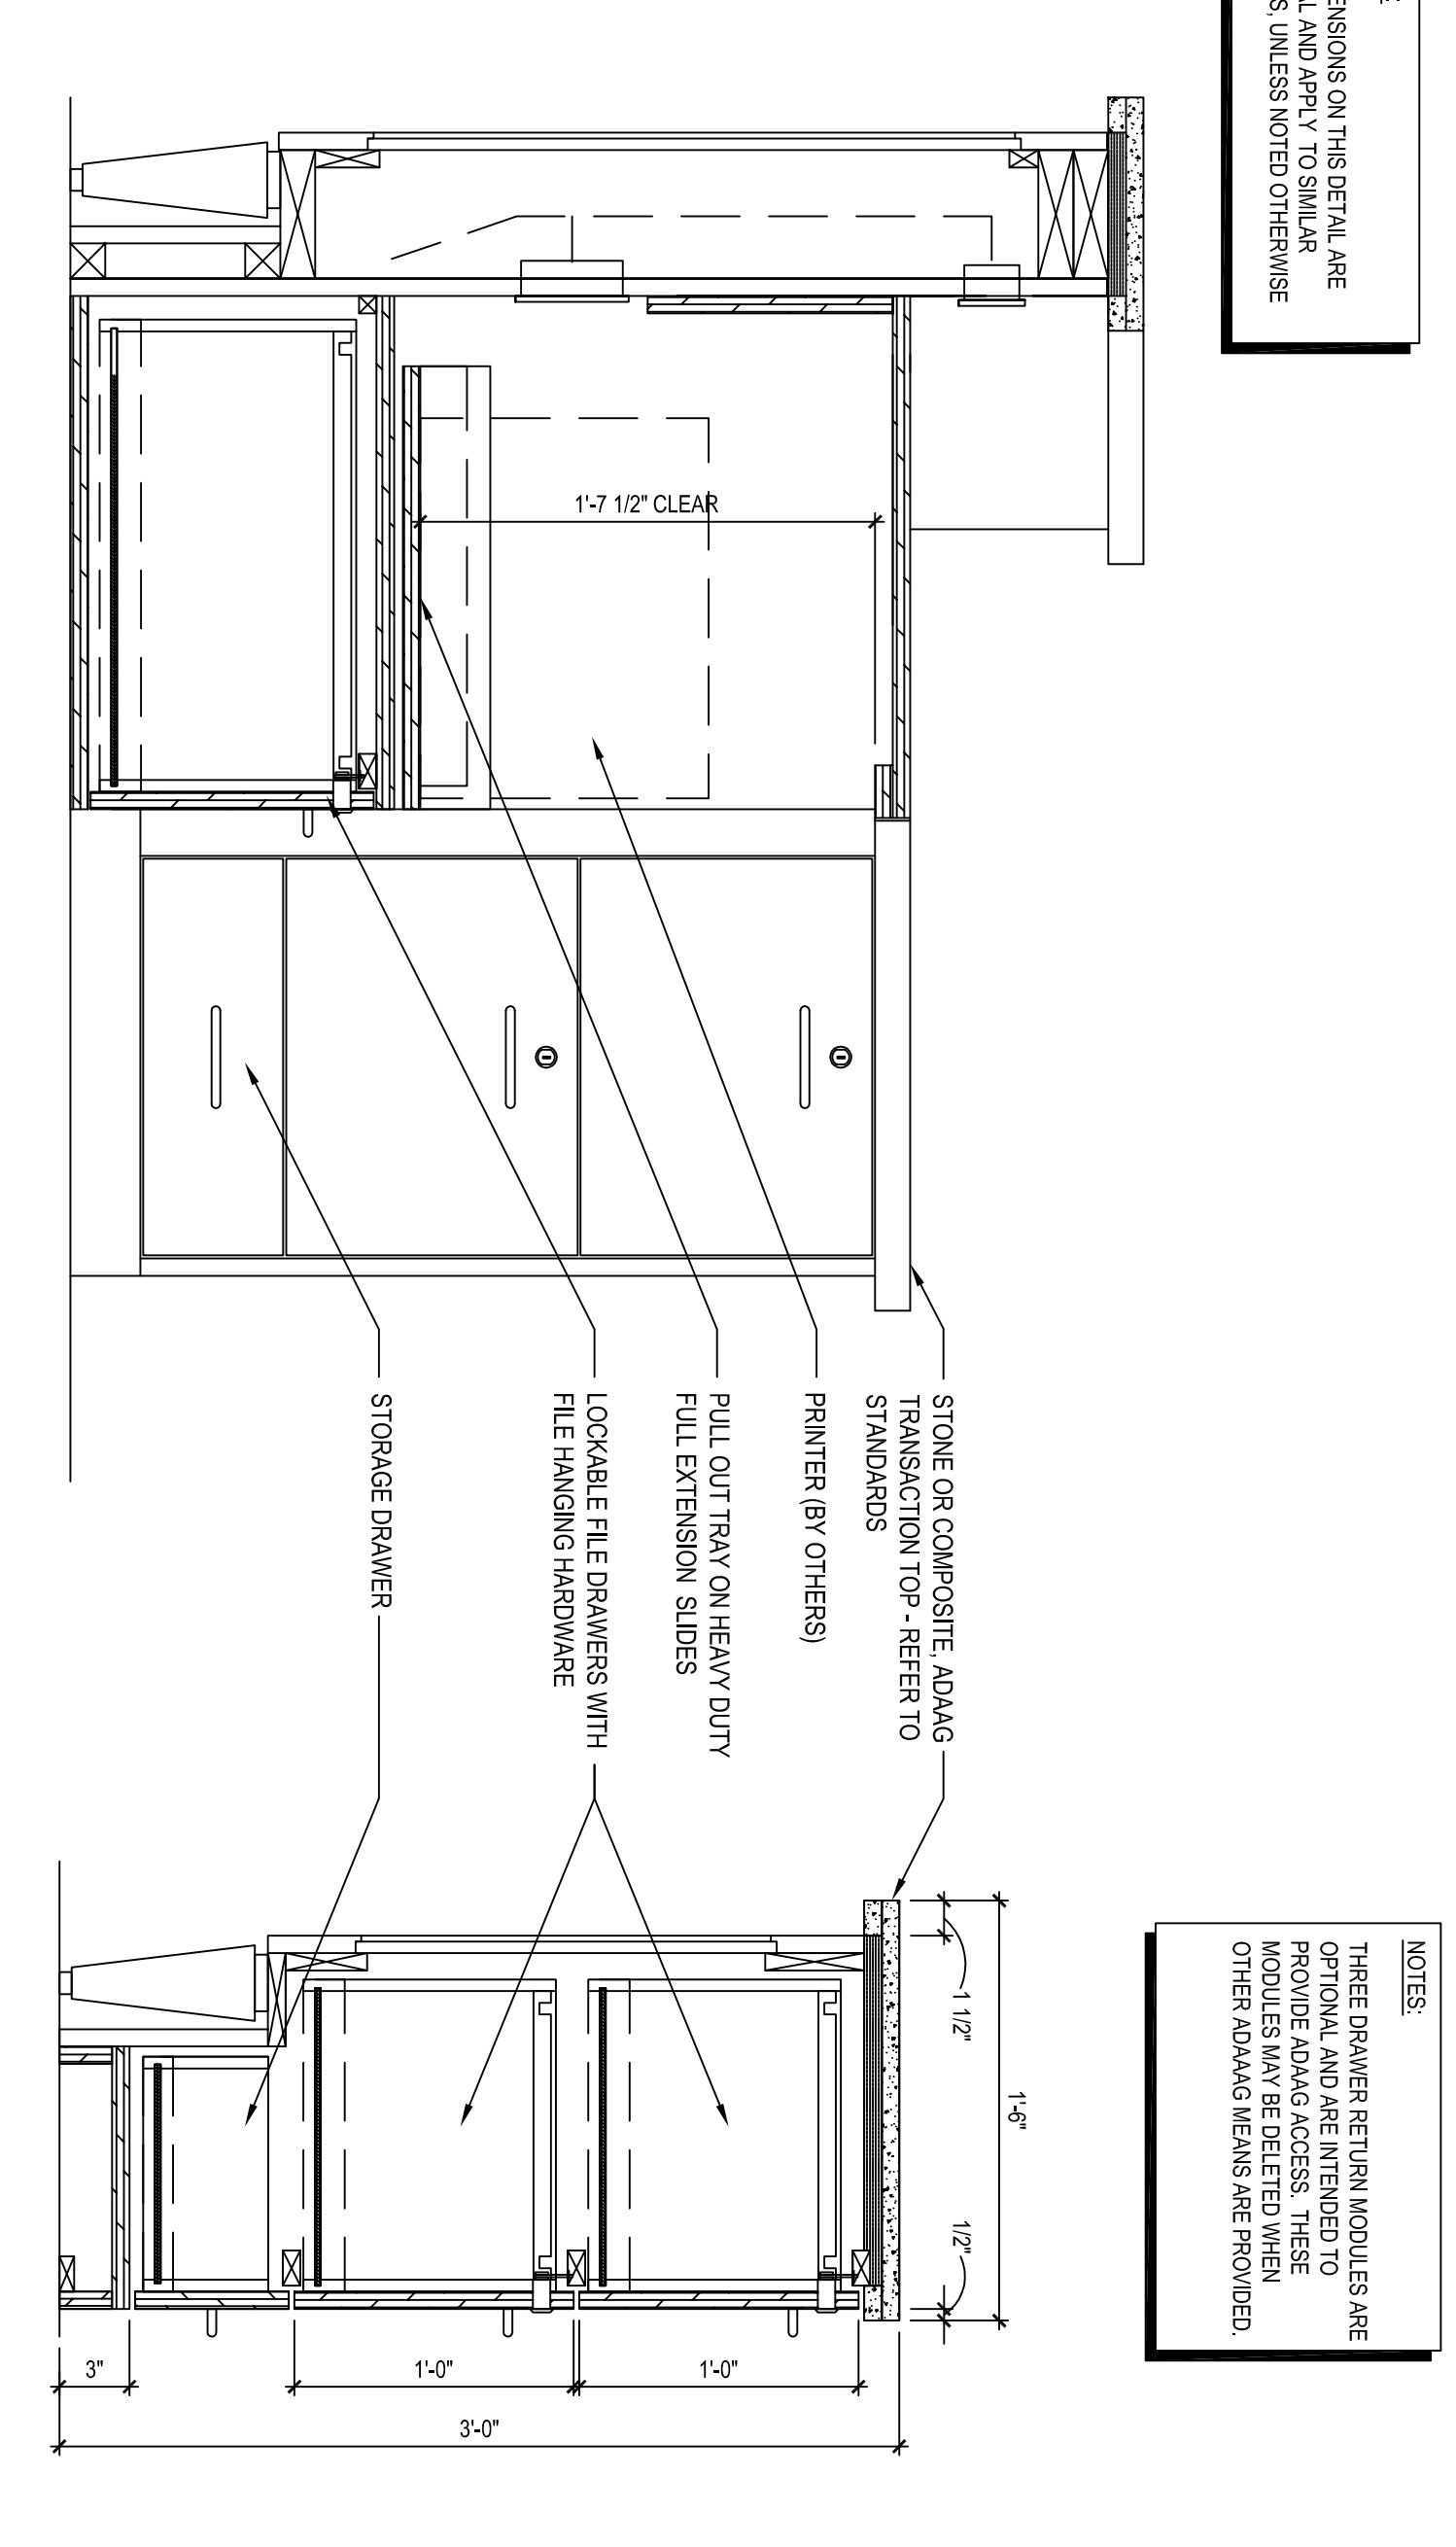 ENSIONS ON THIS DETAIL ARE
AL AND APPLY TO SIMILAR
S, UNLESS NOTED OTHERWISE
1'-7 1/2" CLEAR
STONE OR COMPOSITE, ADAAG
TRANSACTION TOP - REFER TO
STANDARDS
PRINTER (BY OTHERS)
PULL OUT TRAY ON HEAVY DUTY
FULL EXTENSION SLIDES
LOCKABLE FILE DRAWERS WITH
FILE HANGING HARDWARE
STORAGE DRAWER
NOTES:
THREE DRAWER RETURN MODULES ARE
OPTIONAL AND ARE INTENDED TO
PROVIDE ADAAG ACCESS. THESE
MODULES MAY BE DELETED WHEN
OTHER ADAAAG MEANS ARE PROVIDED.
1 1/2"
1'-6"
1/2"
3"
1'-0"
1'-0"
3'-0"